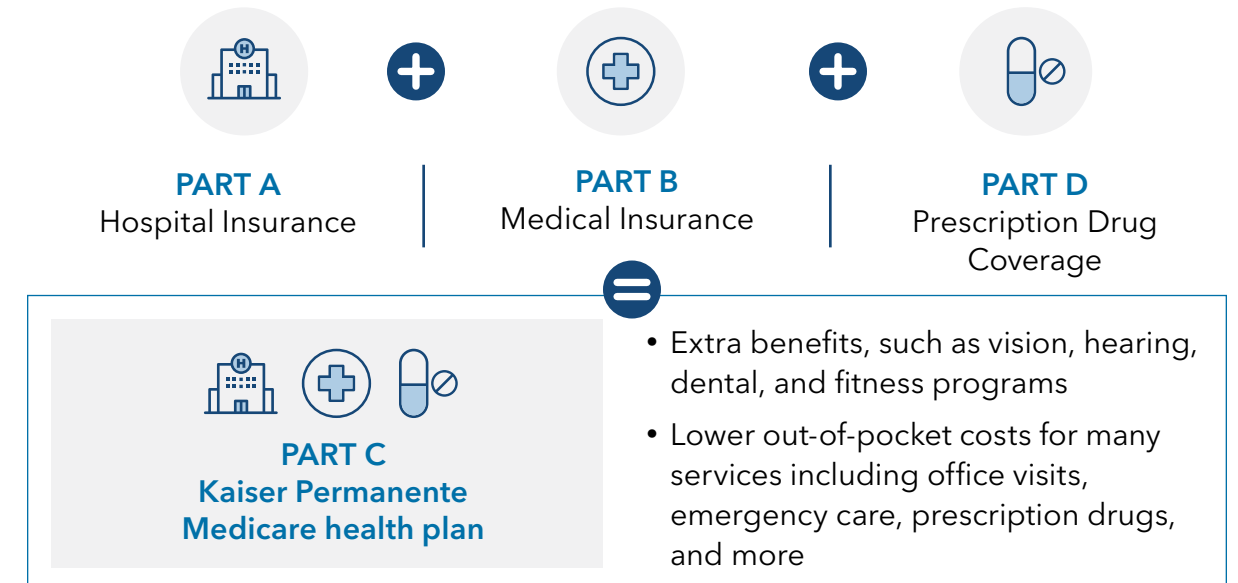 PART A
Hospital Insurance
PART B
Medical Insurance
PART D
Prescription Drug
Coverage
H
H
PART C
Kaiser Permanente
Medicare health plan
• Extra benefits, such as vision, hearing,
dental, and fitness programs
• Lower out-of-pocket costs for many
services including office visits,
emergency care, prescription drugs,
and more